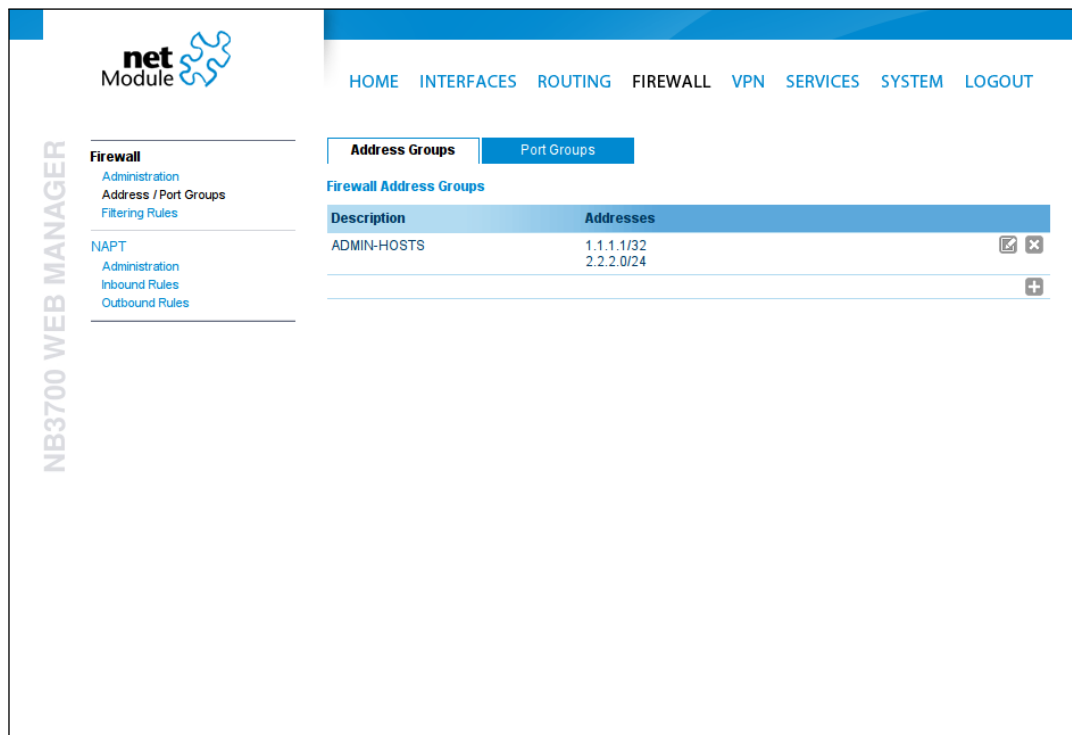 net
Module
HOME INTERFACES ROUTING FIREWALL VPN SERVICES SYSTEM LOGOUT
NB3700 WEB MANAGER
Firewall
Administration
Address / Port Groups
Filtering Rules
NAPT
Administration
Inbound Rules
Outbound Rules
Address Groups Port Groups
Firewall Address Groups
Description Addresses
ADMIN-HOSTS 1.1.1.1/32
2.2.2.0/24